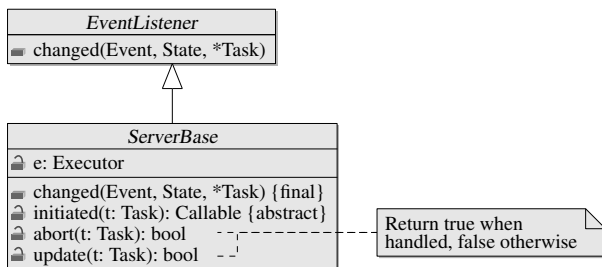 EventListener
changed(Event, State, *Task)
ServerBase
e: Executor
changed(Event, State, *Task) {final}
initiated(t: Task): Callable {abstract}
abort(t: Task): bool
update(t: Task): bool
Return true when
handled, false otherwise